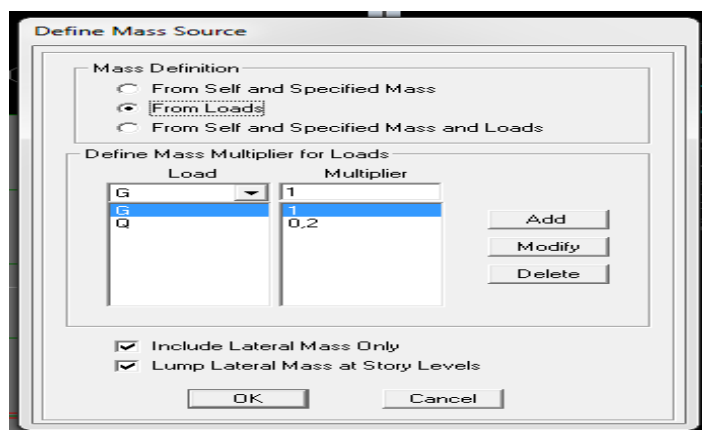 Define Mass Source
Mass Definition
From Self and Specified Mass
From Loads
From Self and Specified Mass and Loads
Define Mass Multiplier for Loads
Load Multiplier
G 1
G 1
Q 0,2
Add
Modify
Delete
Include Lateral Mass Only
Lump Lateral Mass at Story Levels
OK Cancel